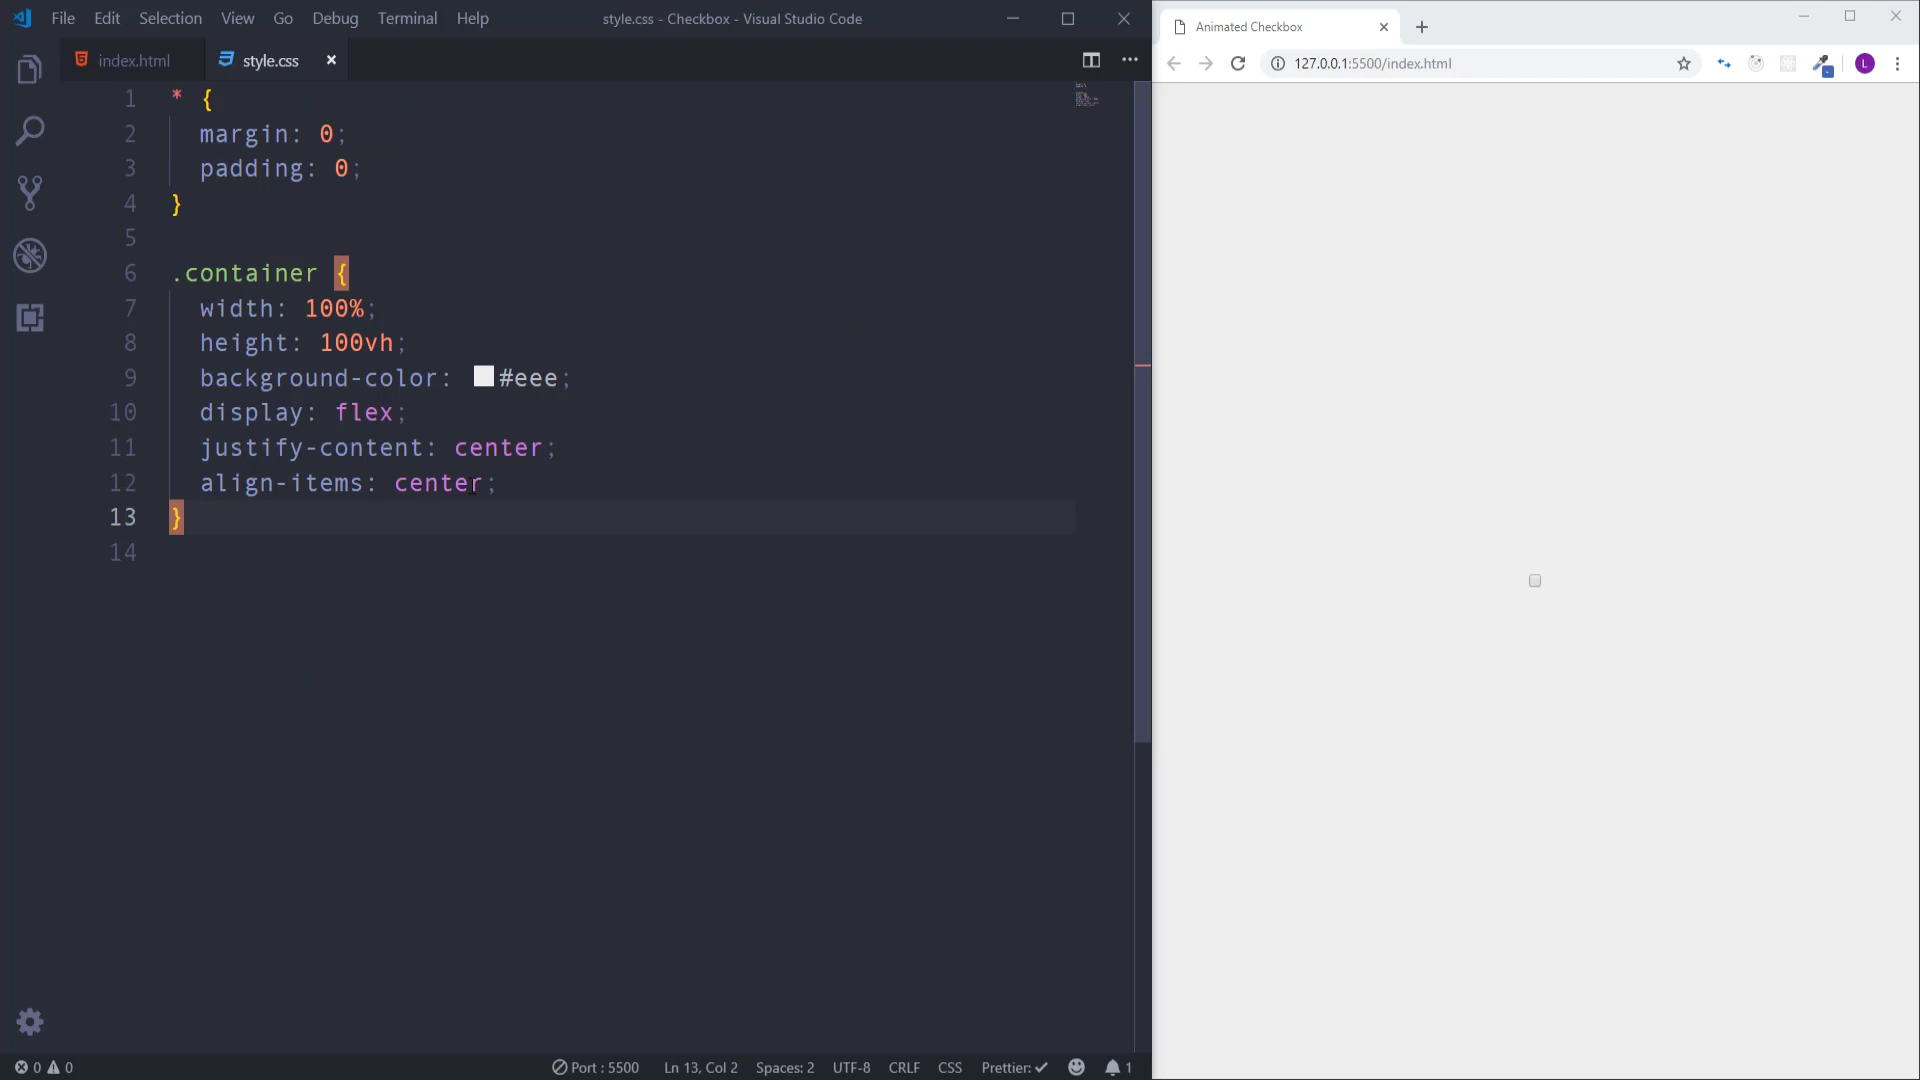 File Edit Selection View Go Debug Terminal Help
style.css - Checkbox - Visual Studio Code
index.html
style.css
1 * {
2 margin: 0;
3 padding: 0;
4 }
5
6 .container {
7 width: 100%;
8 height: 100vh;
9 background-color: #eee;
10 display: flex;
11 justify-content: center;
12 align-items: center;
13 }
14
0 0 Port : 5500 Ln 13, Col 2 Spaces: 2 UTF-8 CRLF CSS Prettier: 1
Animated Checkbox
127.0.0.1:5500/index.html
L